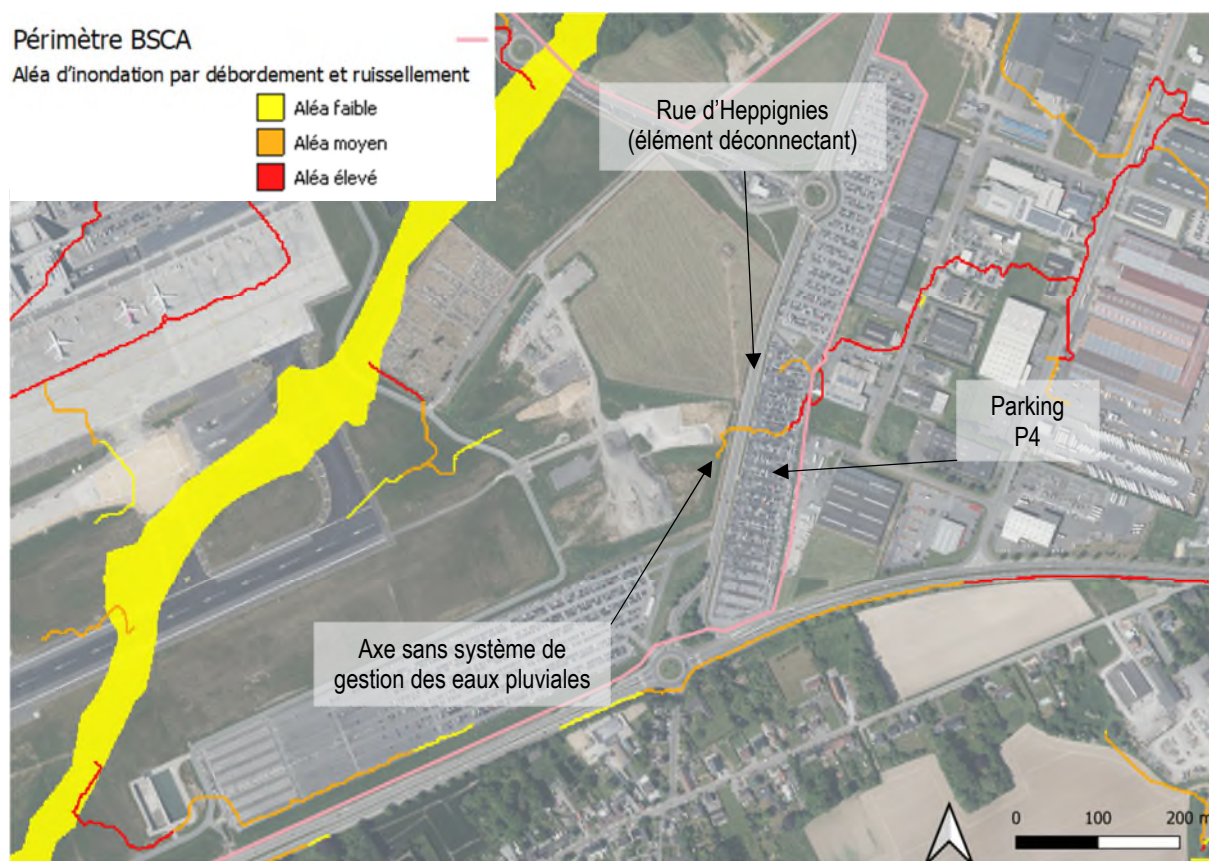 Périmètre BSCA
Aléa d'inondation par débordement et ruissellement
Aléa faible
Aléa moyen
Aléa élevé
Rue d'Heppignies
(élément déconnectant)
Parking
P4
Axe sans système de
gestion des eaux pluviales
0 100 200 m